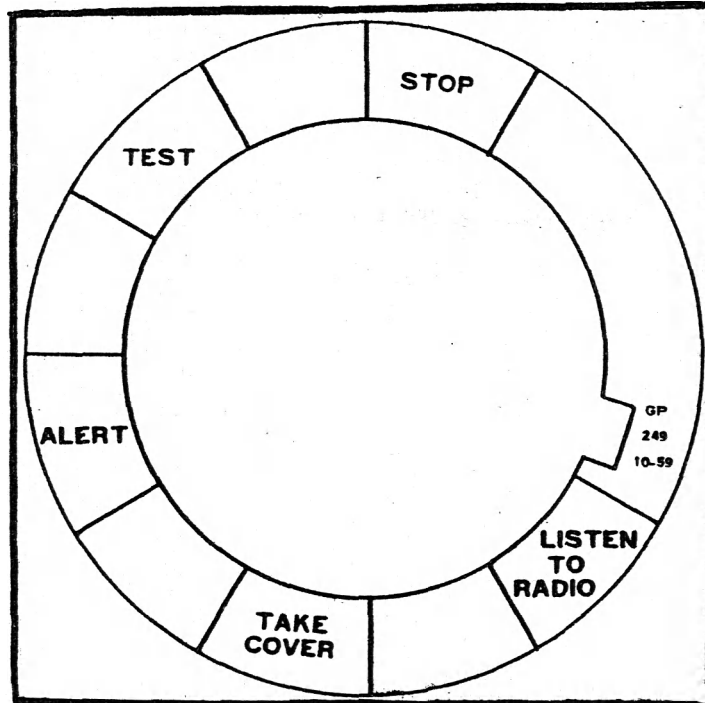 STOP
TEST
ALERT
GP
249
10-59
LISTEN
TO
RADIO
TAKE
COVER